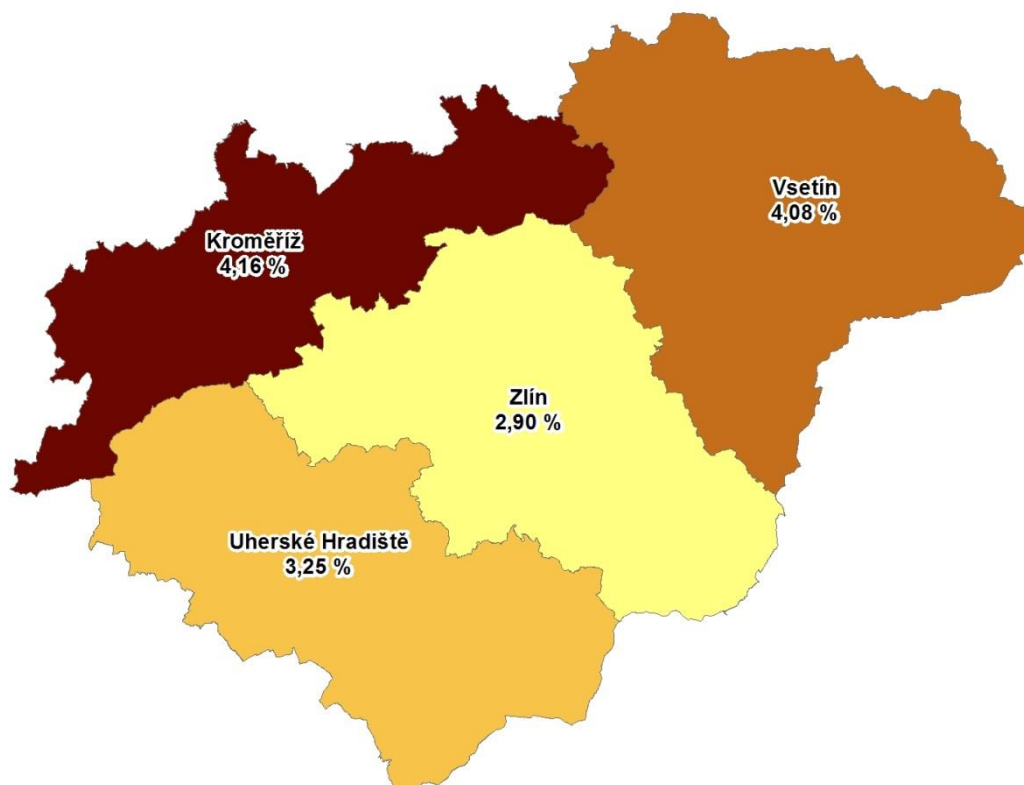 Vsetín
4,08 %
Kroměříž
4,16 %
Zlín
2,90 %
Uherské Hradiště
3,25 %